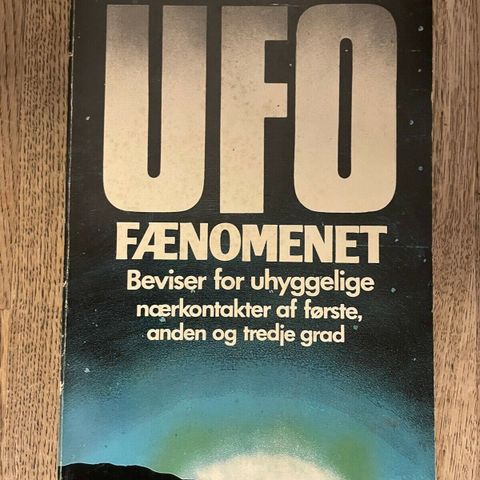 UFO
FÆNOMENET
Beviser for uhyggelige
nærkontakter af første,
anden og tredje grad